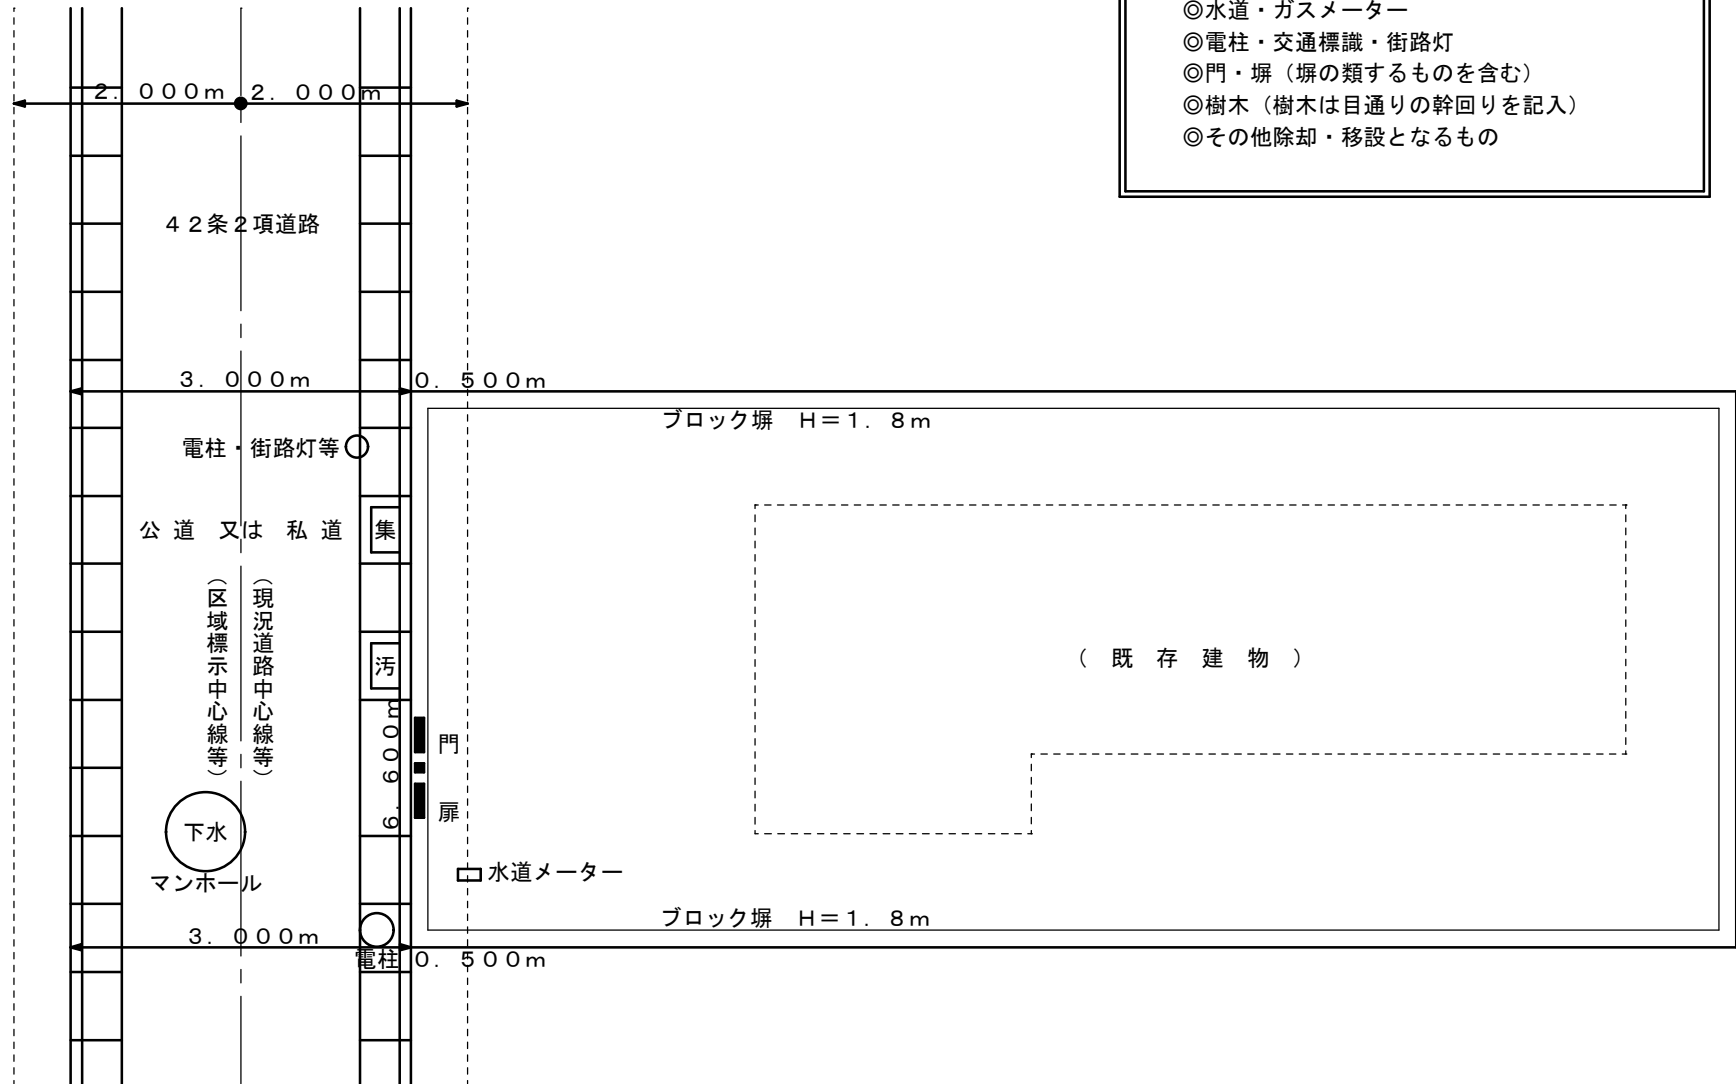 ◎水道・ガスメーター
◎電柱・交通標識・街路灯
◎門・塀（塀の類するものを含む）
◎樹木（樹木は目通りの幹回りを記入）
◎その他除却・移設となるもの
２．０００ｍ
２．０００ｍ
４２条２項道路
３．０００ｍ
０．５００ｍ
ブロック塀　Ｈ＝１．８ｍ
電柱・街路灯等
公 道　又は　私 道
集
（現況道路中心線等）
（区域標示中心線等）
汚
（　既　存　建　物　）
６．６００ｍ
門
扉
下水
マンホール
水道メーター
ブロック塀　Ｈ＝１．８ｍ
３．０００ｍ
電柱
０．５００ｍ